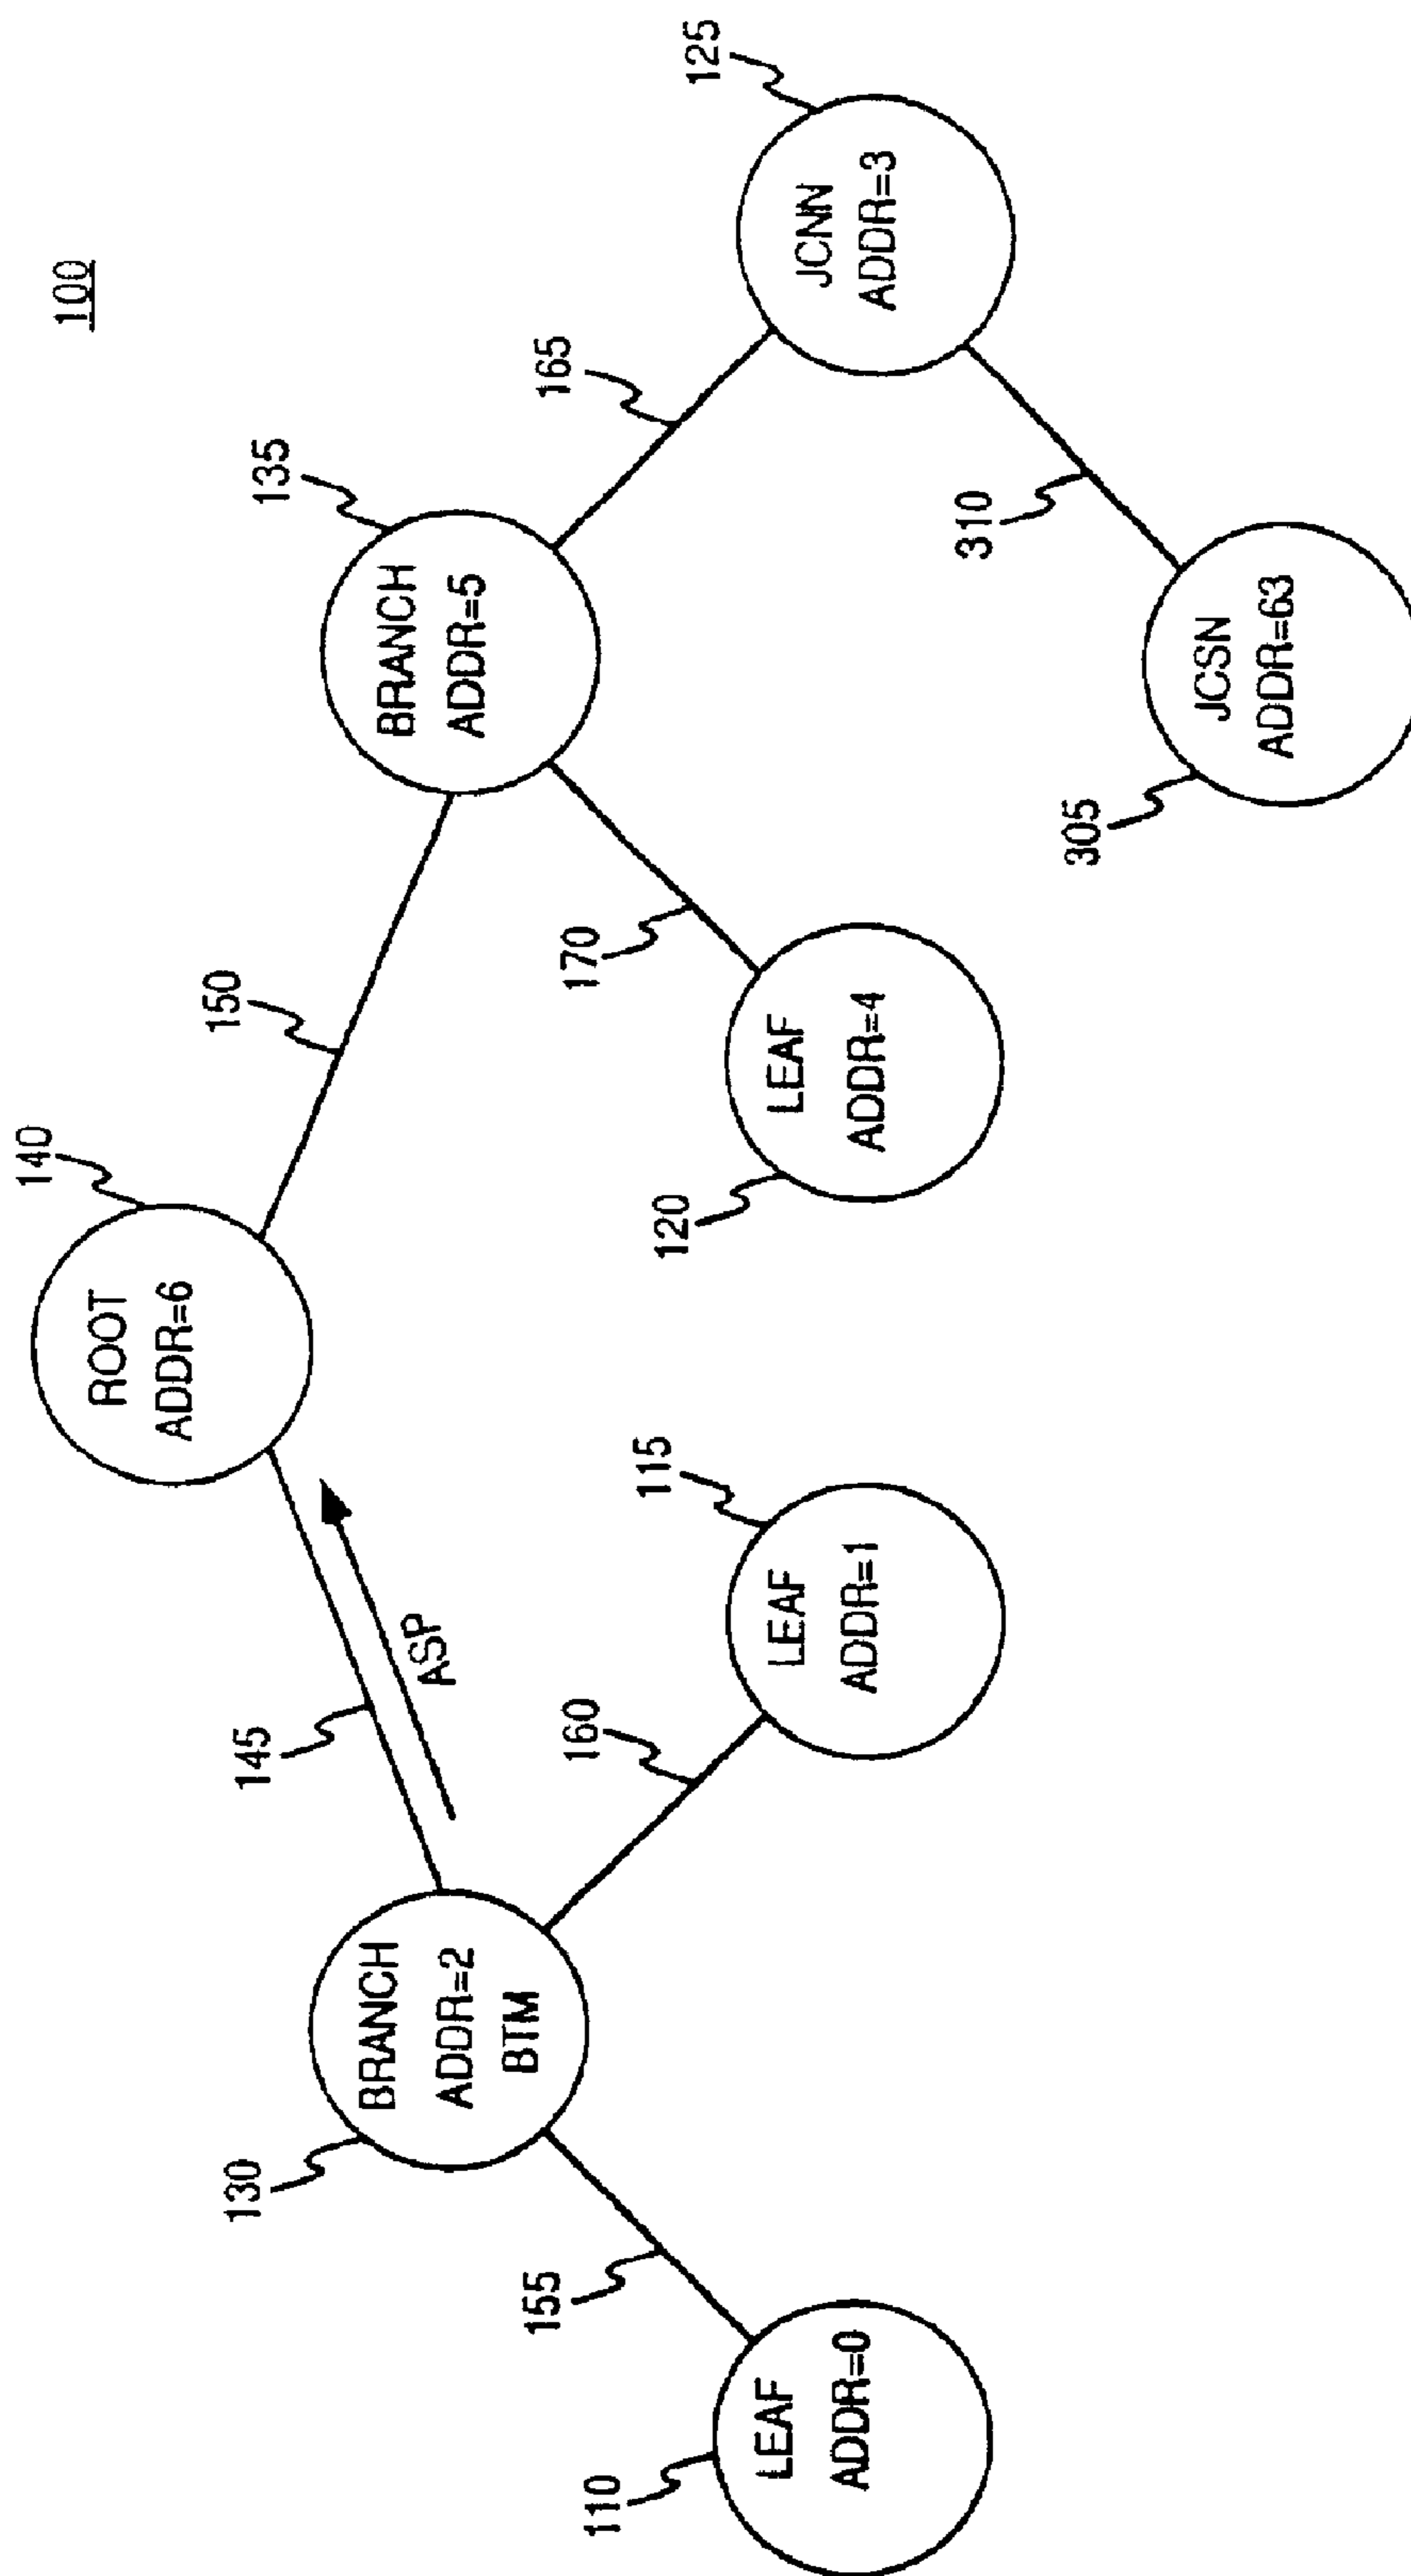 100
140
ROOT
ADDR=6
145
150
ASP
130
BRANCH
ADDR=2
BTM
135
BRANCH
ADDR=5
155
160
170
165
110
LEAF
ADDR=0
115
LEAF
ADDR=1
120
LEAF
ADDR=4
125
JCNN
ADDR=3
310
305
JCSN
ADDR=63